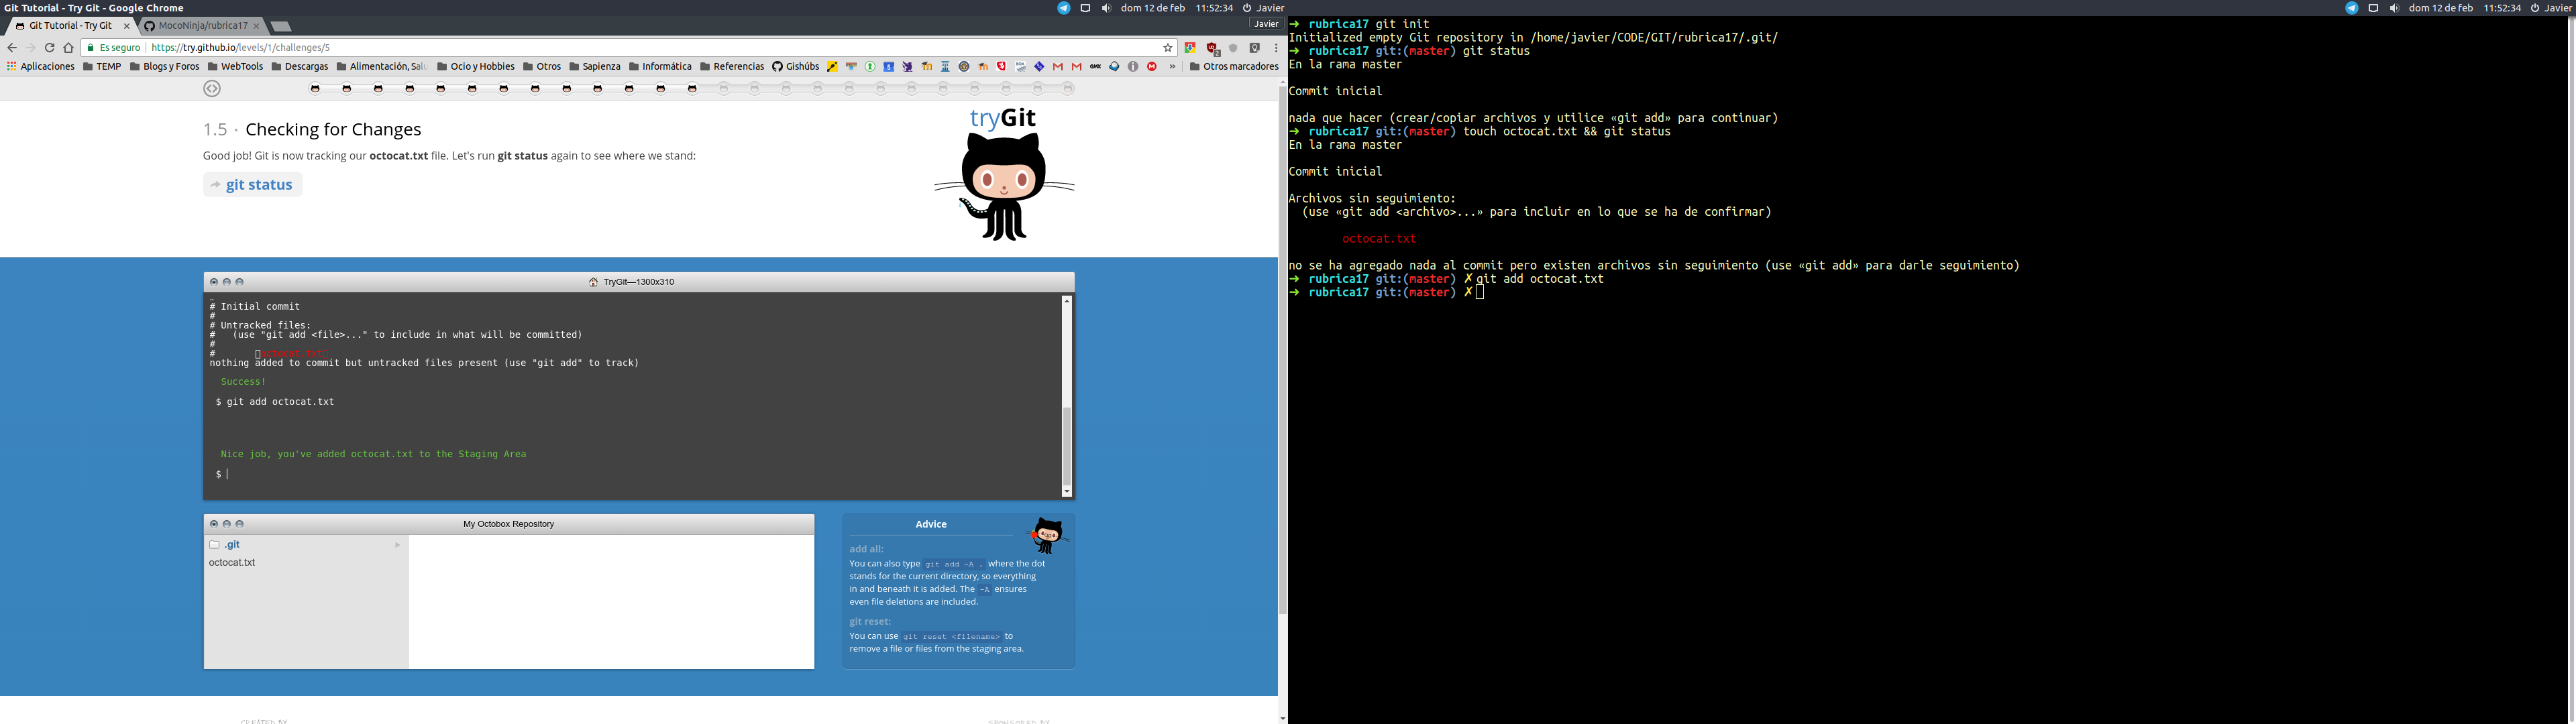 Git Tutorial - Try Git - Google Chrome
dom 12 de feb 11:52:34 Javier
Git Tutorial - Try Git
MocoNinja/rubrica17
Javier
Es seguro
https://try.github.io/levels/1/challenges/5
Aplicaciones
TEMP
Blogs y Foros
WebTools
Descargas
Alimentación, Salu
Ocio y Hobbies
Otros
Sapienza
Informática
Referencias
Gishübs
»
Otros marcadores
1.5 · Checking for Changes
Good job! Git is now tracking our octocat.txt file. Let's run git status again to see where we stand:
git status
tryGit
TryGit—1300x310
# Initial commit
#
# Untracked files:
#   (use "git add <file>..." to include in what will be committed)
#
# octocat.txt
nothing added to commit but untracked files present (use "git add" to track)
Success!
$ git add octocat.txt
Nice job, you've added octocat.txt to the Staging Area
$
My Octobox Repository
.git
octocat.txt
Advice
add all:
You can also type git add -A . where the dot
stands for the current directory, so everything
in and beneath it is added. The -A ensures
even file deletions are included.
git reset:
You can use git reset <filename> to
remove a file or files from the staging area.
CREATED BY
SPONSORED BY
dom 12 de feb 11:52:34 Javier
➜ rubrica17 git init
Initialized empty Git repository in /home/javier/CODE/GIT/rubrica17/.git/
➜ rubrica17 git:(master) git status
En la rama master
Commit inicial
nada que hacer (crear/copiar archivos y utilice «git add» para continuar)
➜ rubrica17 git:(master) touch octocat.txt && git status
En la rama master
Commit inicial
Archivos sin seguimiento:
(use «git add <archivo>...» para incluir en lo que se ha de confirmar)
octocat.txt
no se ha agregado nada al commit pero existen archivos sin seguimiento (use «git add» para darle seguimiento)
➜ rubrica17 git:(master) ✗ git add octocat.txt
➜ rubrica17 git:(master) ✗